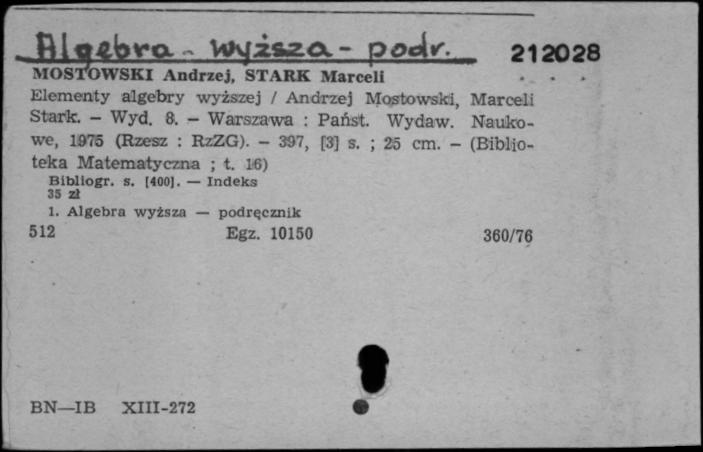 Algebra - wyższa - podr.
212028
MOSTOWSKI Andrzej, STARK Marceli
Elementy algebry wyższej / Andrzej Mostowski, Marceli
Stark. – Wyd. 8. – Warszawa : Państ. Wydaw. Nauko-
we, 1975 (Rzesz : RzZG). – 397, [3] s. ; 25 cm. – (Biblio-
teka Matematyczna ; t. 16)
Bibliogr. s. [400]. — Indeks
35 zł
1. Algebra wyższa — podręcznik
512 Egz. 10150 360/76
BN—IB XIII-272